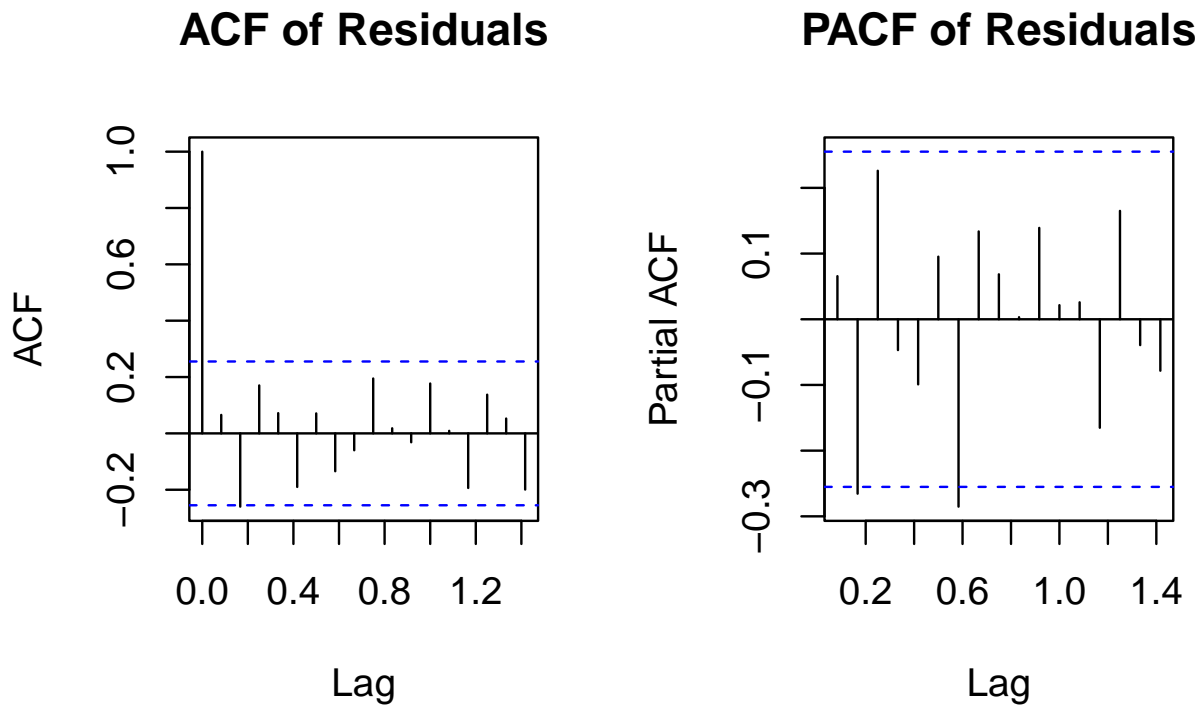 ACF of Residuals
ACF
1.0
0.6
0.2
−0.2
0.0 0.4 0.8 1.2
Lag
PACF of Residuals
Partial ACF
0.1
−0.1
−0.3
0.2 0.6 1.0 1.4
Lag